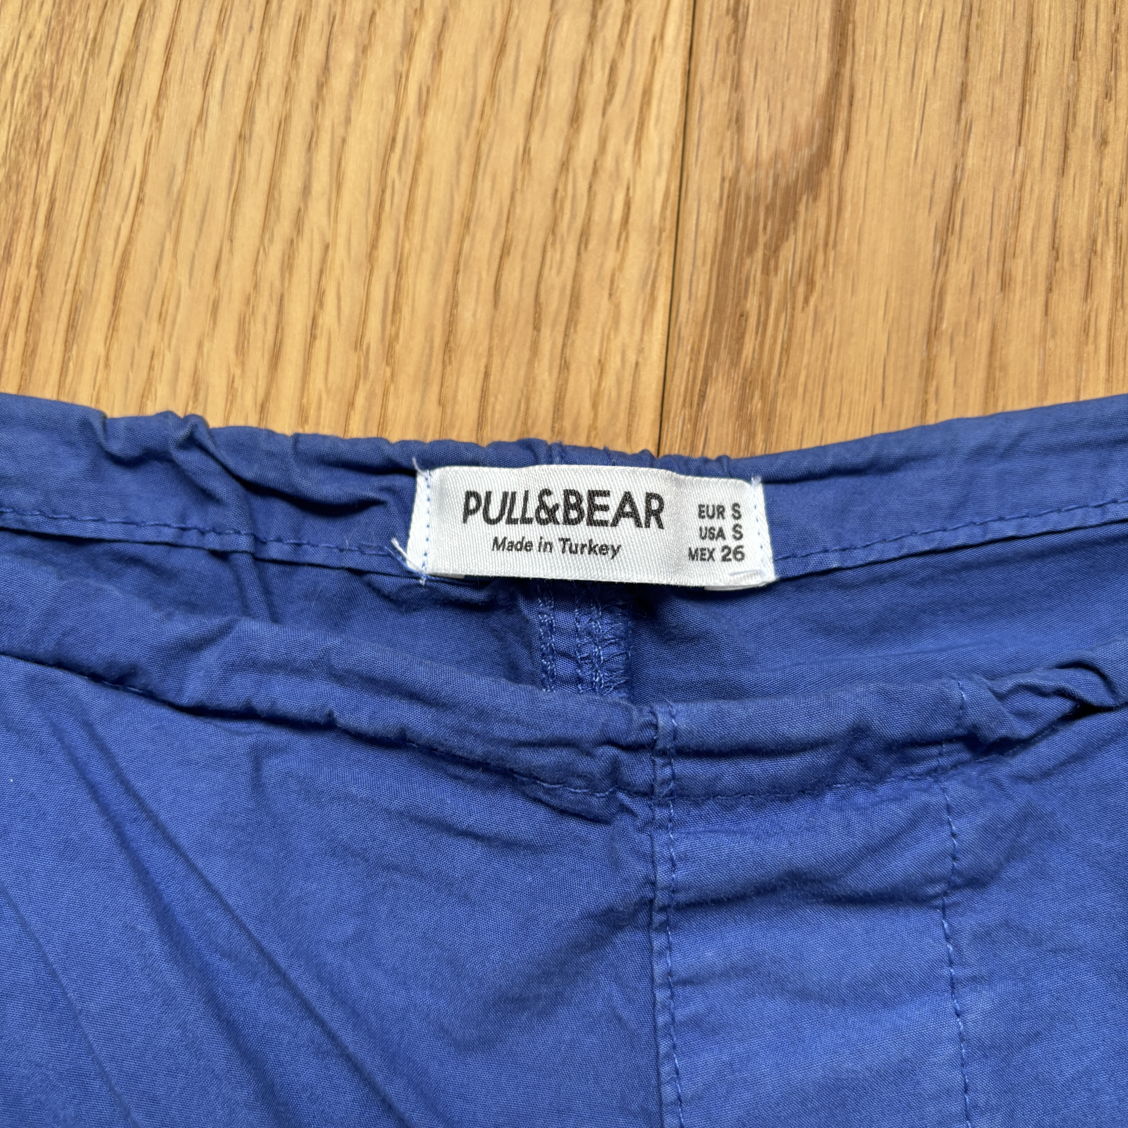 PULL&BEAR
Made in Turkey
EUR S
USA S
MEX 26